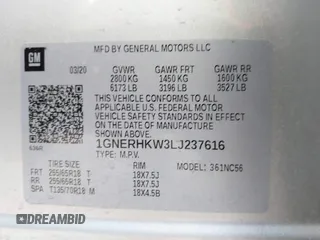 GM
MFD BY GENERAL MOTORS LLC
03/20 GVWR GAWR FRT GAWR RR
2800 KG 1450 KG 1600 KG
6173 LB 3196 LB 3527 LB
THIS VEHICLE CONFORMS TO ALL
APPLICABLE U.S. FEDERAL MOTOR
VEHICLE SAFETY AND THEFT
PREVENTION STANDARDS IN EFFECT
ON THE DATE OF MANUFACTURE
SHOWN ABOVE.
1GNERHKW3LJ237616
TYPE: M.P.V. MODEL: 361NC56
TIRE SIZE RIM
FRT 255/65R18 T 18X7.5J
RR 255/65R18 T 18X7.5J
SPA T135/70R18 M 18X4.5B
DREAMBID